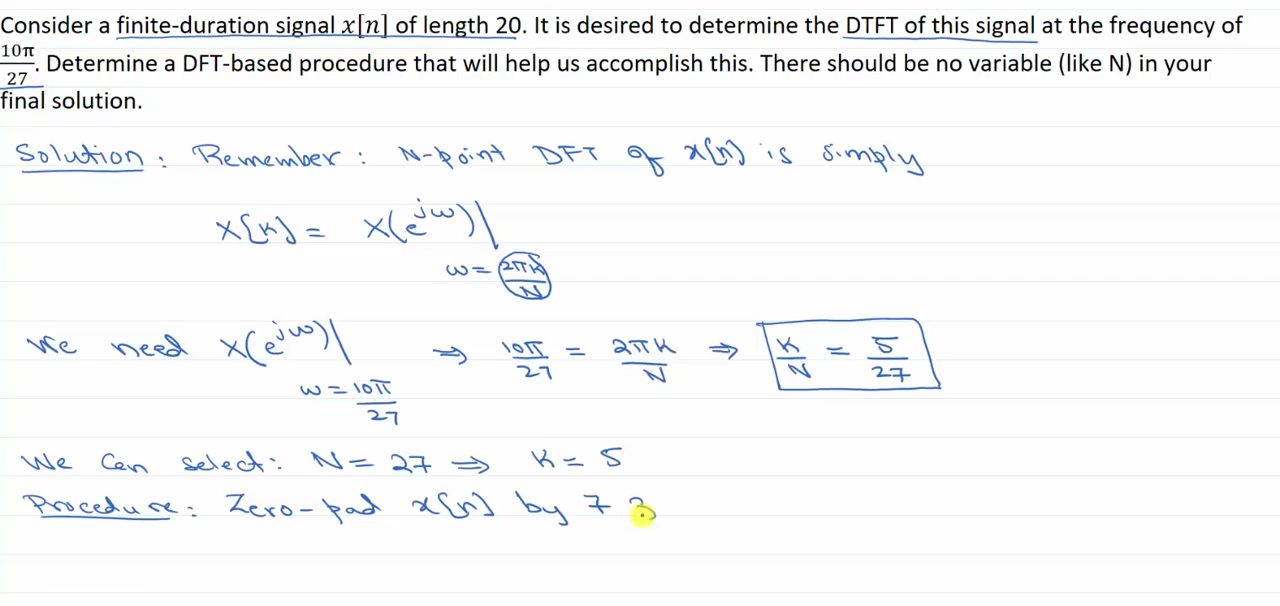 Consider a finite-duration signal x[n] of length 20. It is desired to determine the DTFT of this signal at the frequency of
10π/27. Determine a DFT-based procedure that will help us accomplish this. There should be no variable (like N) in your
final solution.
Solution: Remember: N-point DFT of x[n] is simply
X[K] = X(e^jω)| ω = 2πK/N
We need X(e^jω)| ω = 10π/27 ⇒ 10π/27 = 2πK/N ⇒ K/N = 5/27
We Can select: N = 27 ⇒ K = 5
Procedure: Zero-pad x[n] by 7